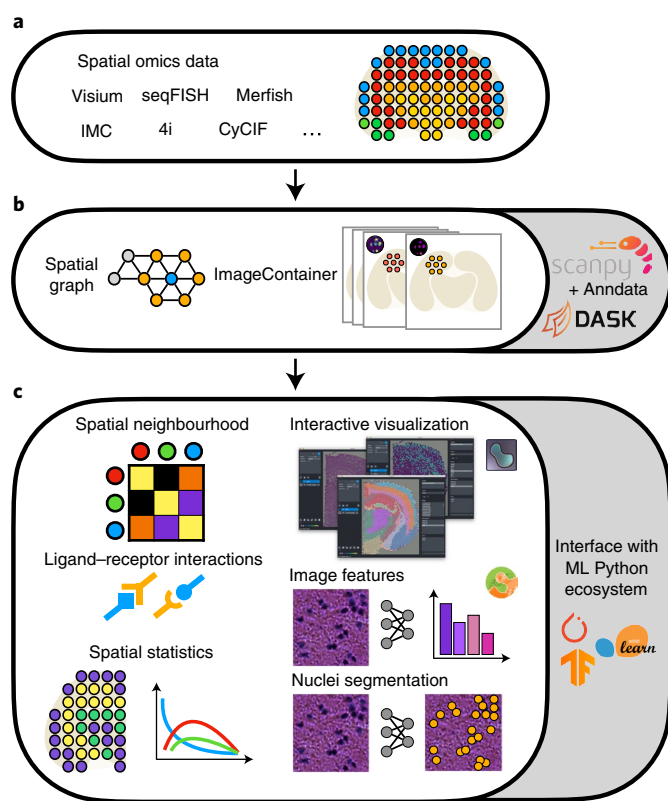 a
Spatial omics data
Visium seqFISH Merfish
IMC 4i CyCIF ...
b
Spatial
graph
ImageContainer
scanpy
+ Anndata
DASK
c
Spatial neighbourhood
Interactive visualization
Ligand–receptor interactions
Image features
Spatial statistics
Nuclei segmentation
Interface with
ML Python
ecosystem
learn